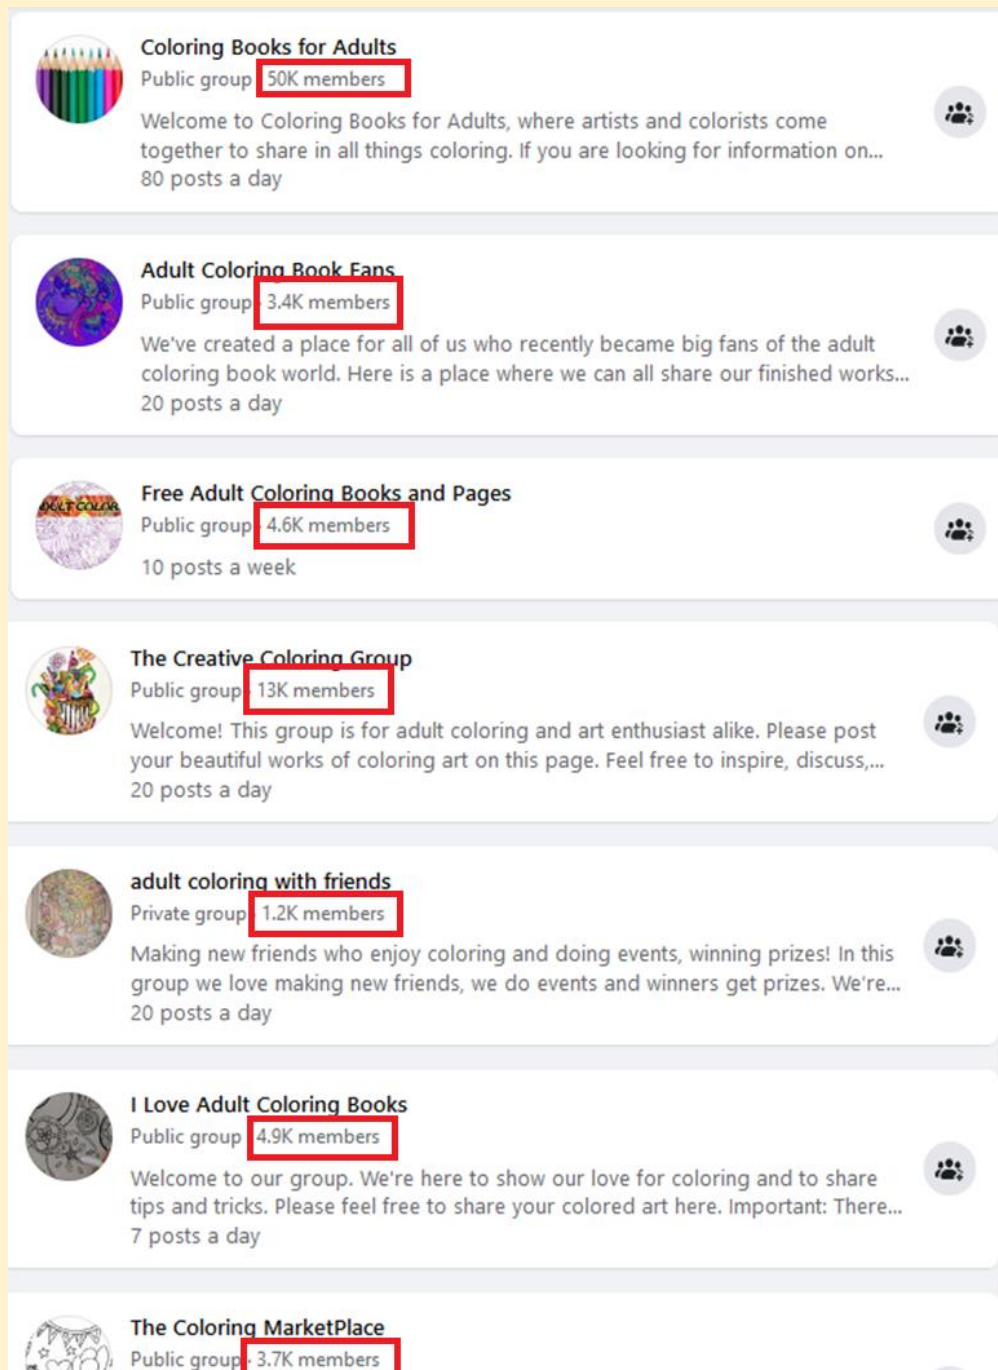 Coloring Books for Adults
Public group 50K members
Welcome to Coloring Books for Adults, where artists and colorists come
together to share in all things coloring. If you are looking for information on...
80 posts a day
Adult Coloring Book Fans
Public group · 3.4K members
We've created a place for all of us who recently became big fans of the adult
coloring book world. Here is a place where we can all share our finished works...
20 posts a day
ADULT COLOR
Free Adult Coloring Books and Pages
Public group · 4.6K members
10 posts a week
The Creative Coloring Group
Public group · 13K members
Welcome! This group is for adult coloring and art enthusiast alike. Please post
your beautiful works of coloring art on this page. Feel free to inspire, discuss,...
20 posts a day
adult coloring with friends
Private group · 1.2K members
Making new friends who enjoy coloring and doing events, winning prizes! In this
group we love making new friends, we do events and winners get prizes. We're...
20 posts a day
I Love Adult Coloring Books
Public group 4.9K members
Welcome to our group. We're here to show our love for coloring and to share
tips and tricks. Please feel free to share your colored art here. Important: There...
7 posts a day
The Coloring MarketPlace
Public group · 3.7K members